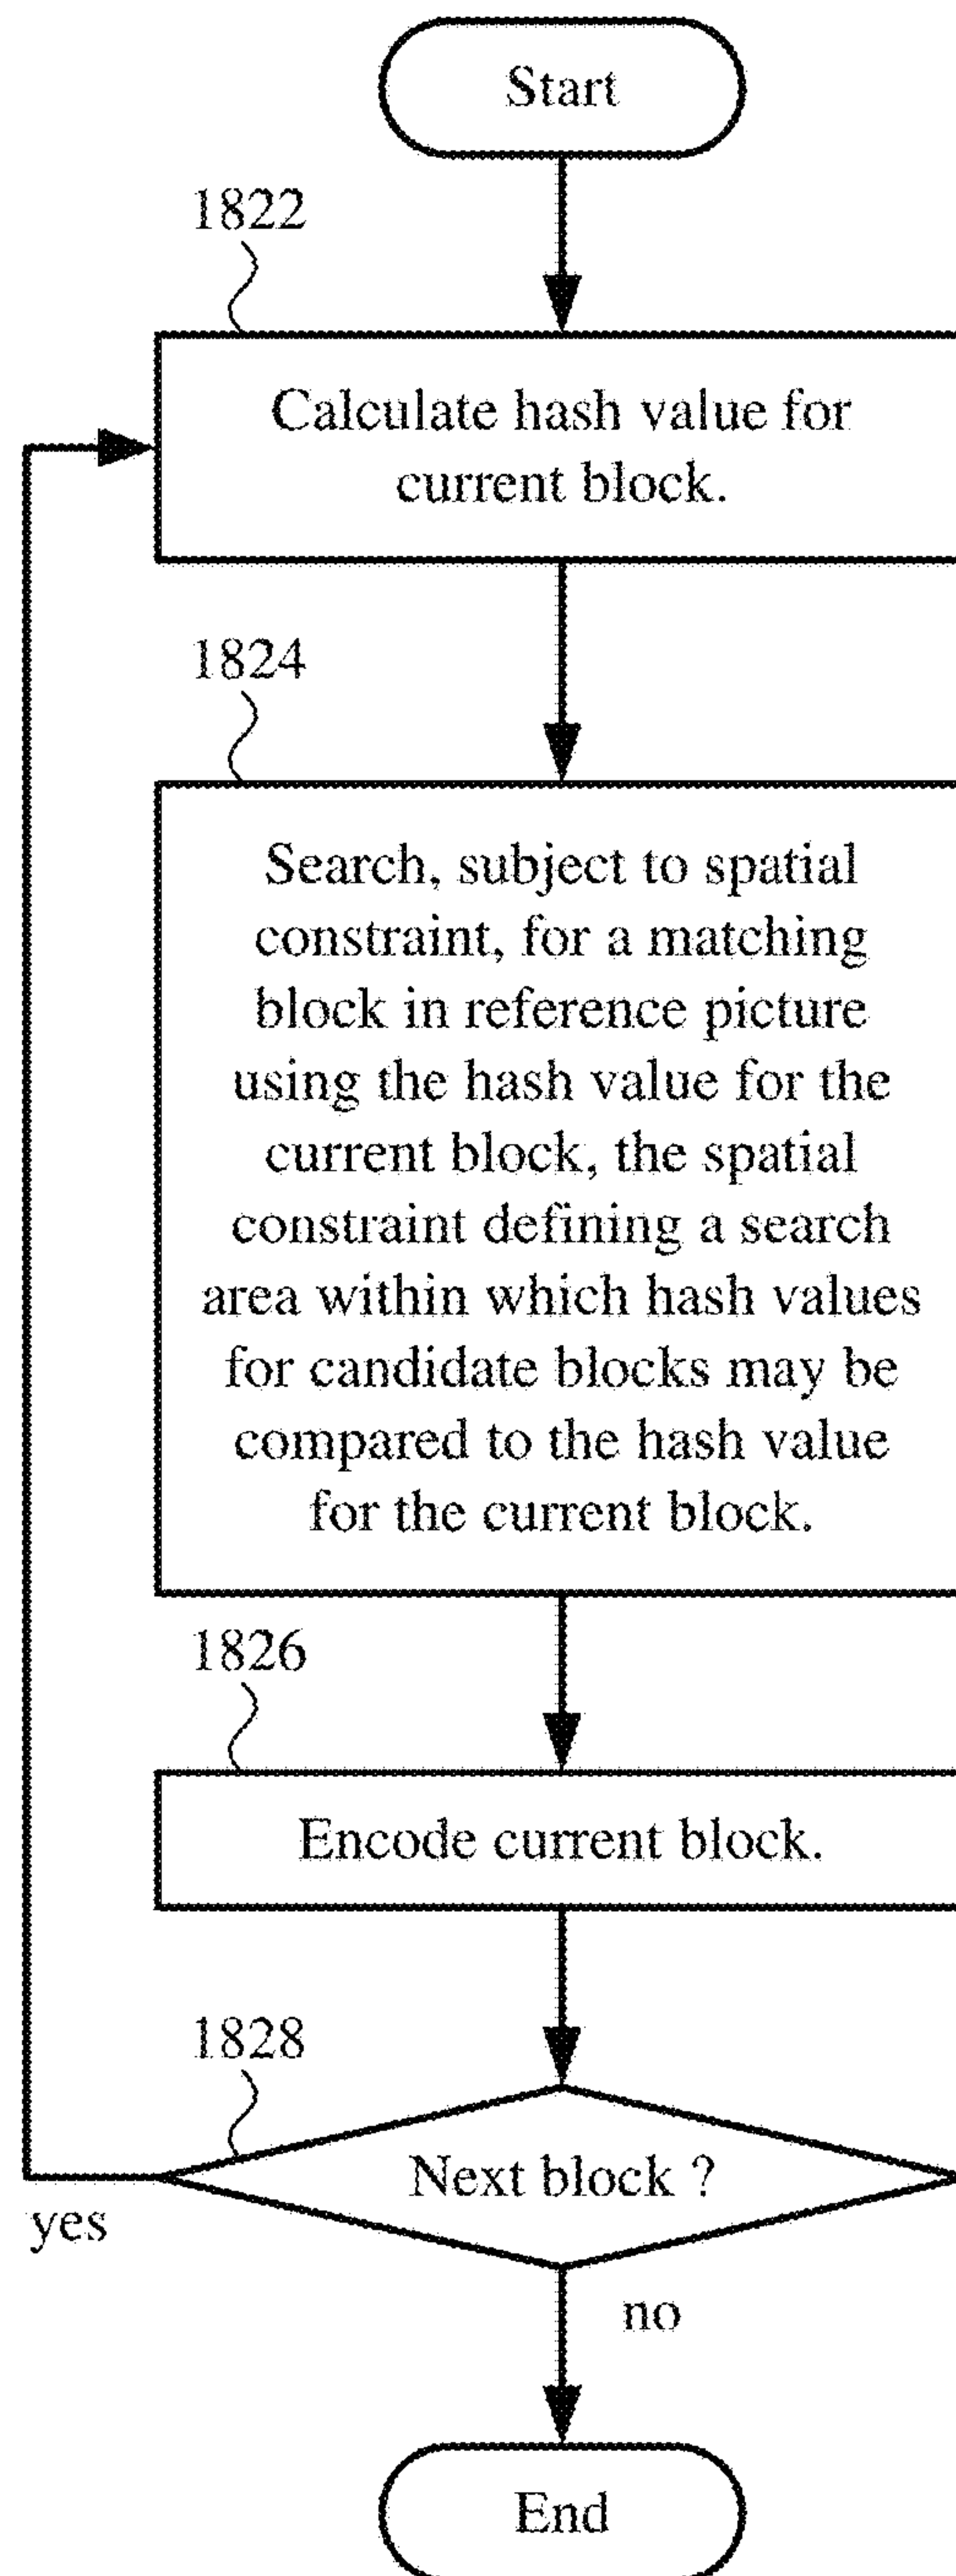 Start
1822
Calculate hash value for
current block.
1824
Search, subject to spatial
constraint, for a matching
block in reference picture
using the hash value for the
current block, the spatial
constraint defining a search
area within which hash values
for candidate blocks may be
compared to the hash value
for the current block.
1826
Encode current block.
1828
Next block ?
yes
no
End